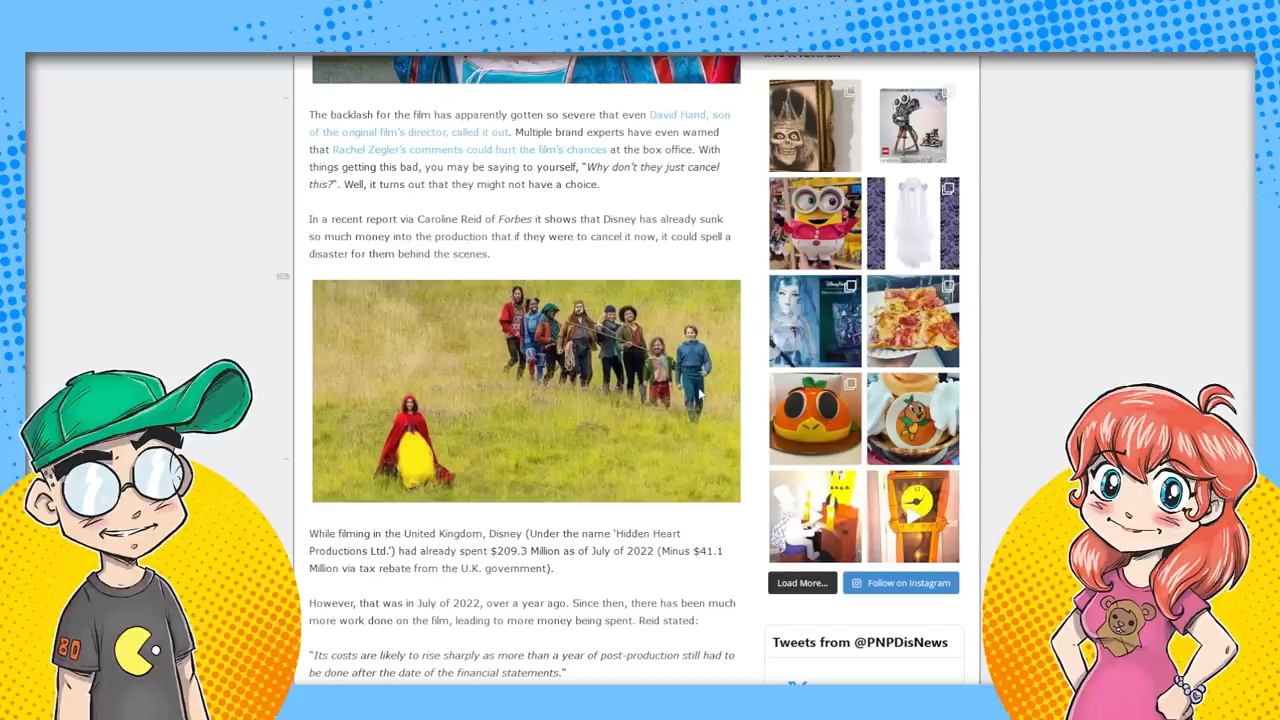 The backlash for the film has apparently gotten so severe that even David Hand, son
of the original film's director, called it out. Multiple brand experts have even warned
that Rachel Zegler's comments could hurt the film's chances at the box office. With
things getting this bad, you may be saying to yourself, "Why don't they just cancel
this?". Well, it turns out that they might not have a choice.
In a recent report via Caroline Reid of Forbes it shows that Disney has already sunk
so much money into the production that if they were to cancel it now, it could spell a
disaster for them behind the scenes.
While filming in the United Kingdom, Disney (Under the name 'Hidden Heart
Productions Ltd.') had already spent $209.3 Million as of July of 2022 (Minus $41.1
Million via tax rebate from the U.K. government).
However, that was in July of 2022, over a year ago. Since then, there has been much
more work done on the film, leading to more money being spent. Reid stated:
"Its costs are likely to rise sharply as more than a year of post-production still had to
be done after the date of the financial statements."
Load More...
Follow on Instagram
Tweets from @PNPDisNews
80